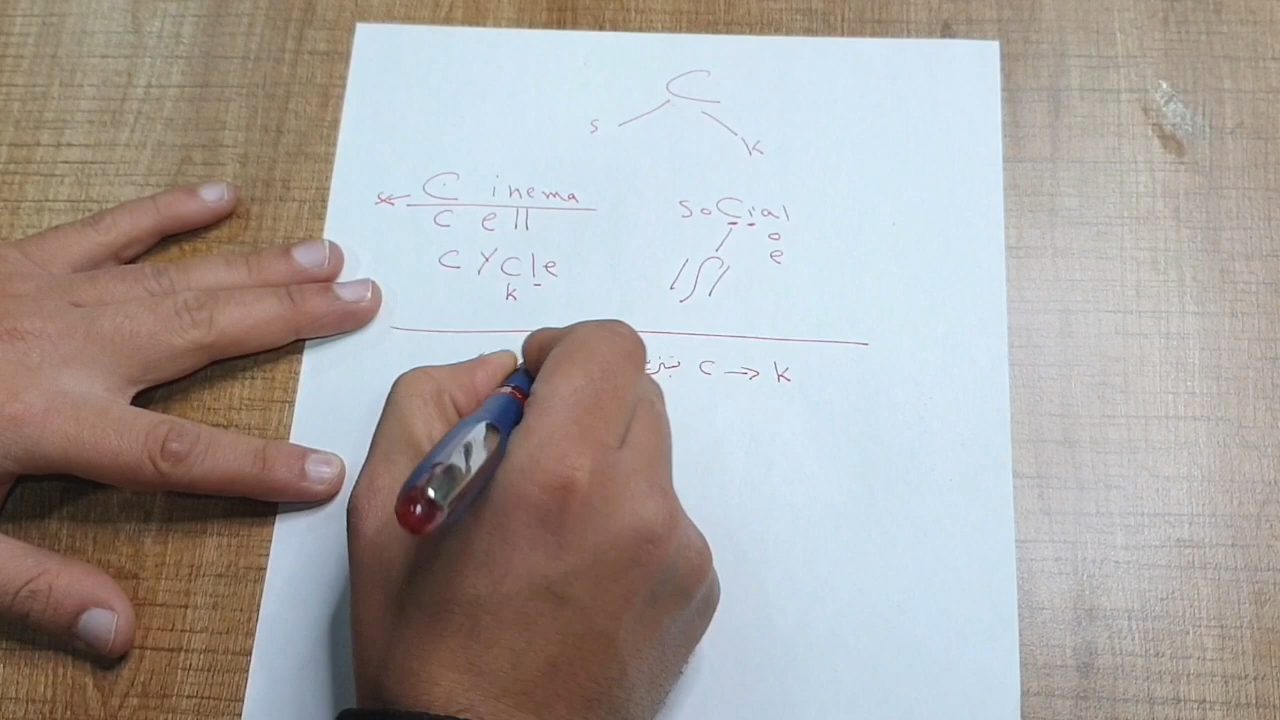 C
s k
s ← Cinema
Cell
CYCle
k
SoCial
o
e
/ʃ/
C → k